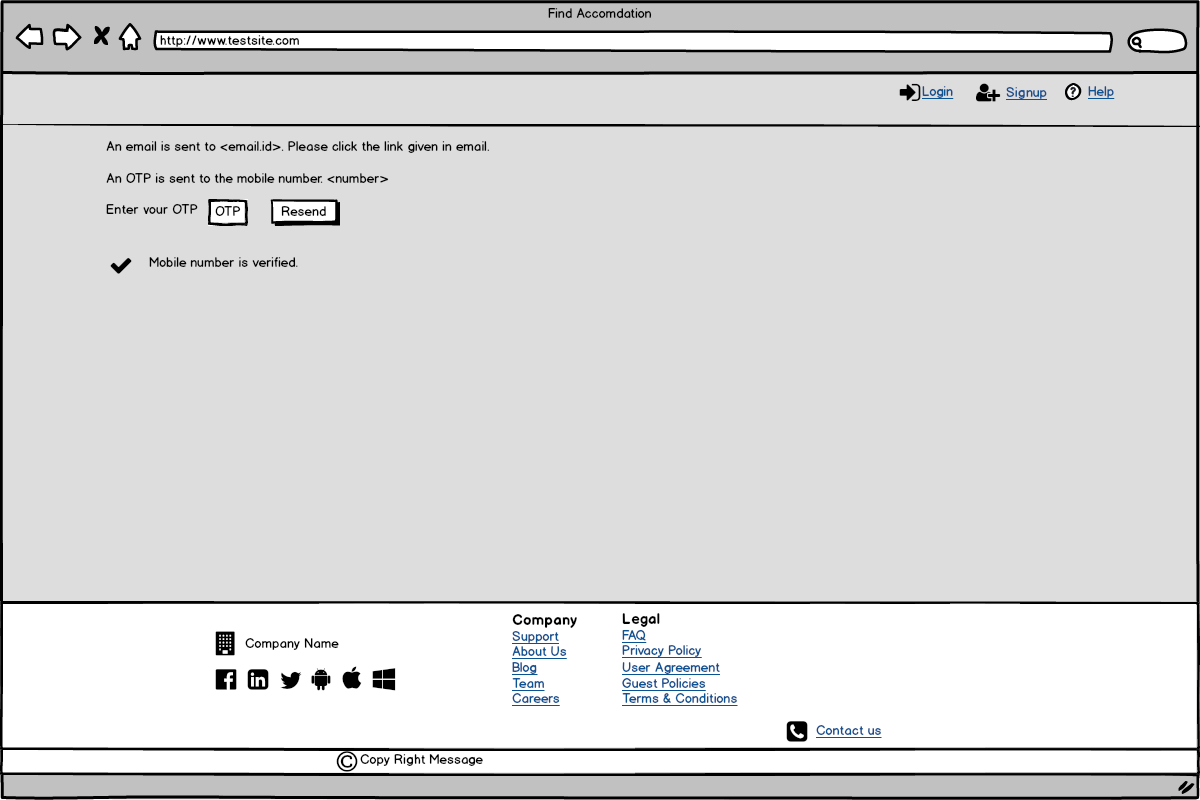 Find Accomdation
http://www.testsite.com
Login Signup Help
An email is sent to <email.id>. Please click the link given in email.
An OTP is sent to the mobile number. <number>
Enter your OTP OTP Resend
Mobile number is verified.
Company Name
Company
Support
About Us
Blog
Team
Careers
Legal
FAQ
Privacy Policy
User Agreement
Guest Policies
Terms & Conditions
Contact us
© Copy Right Message